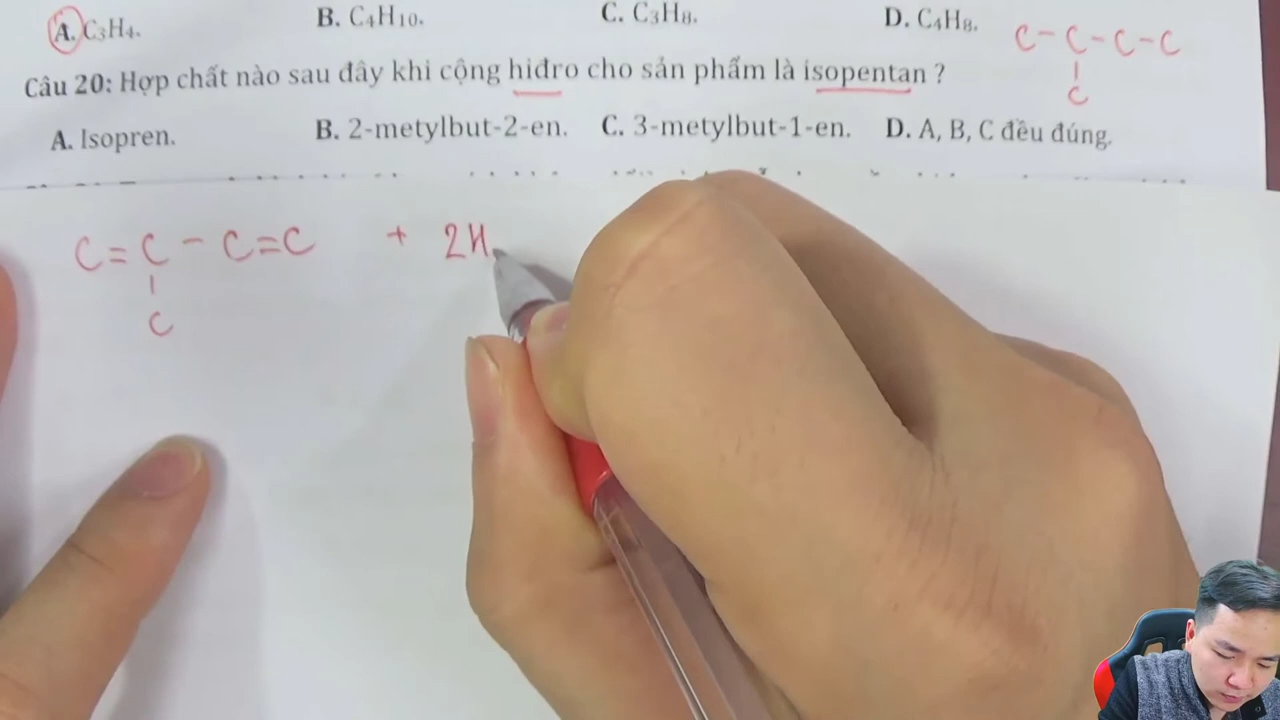 A. C₃H₄. B. C₄H₁₀. C. C₃H₈. D. C₄H₈.
C - C - C - C
C
Câu 20: Hợp chất nào sau đây khi cộng hiđro cho sản phẩm là isopentan ?
A. Isopren. B. 2-metylbut-2-en. C. 3-metylbut-1-en. D. A, B, C đều đúng.
C = C - C = C + 2H
C